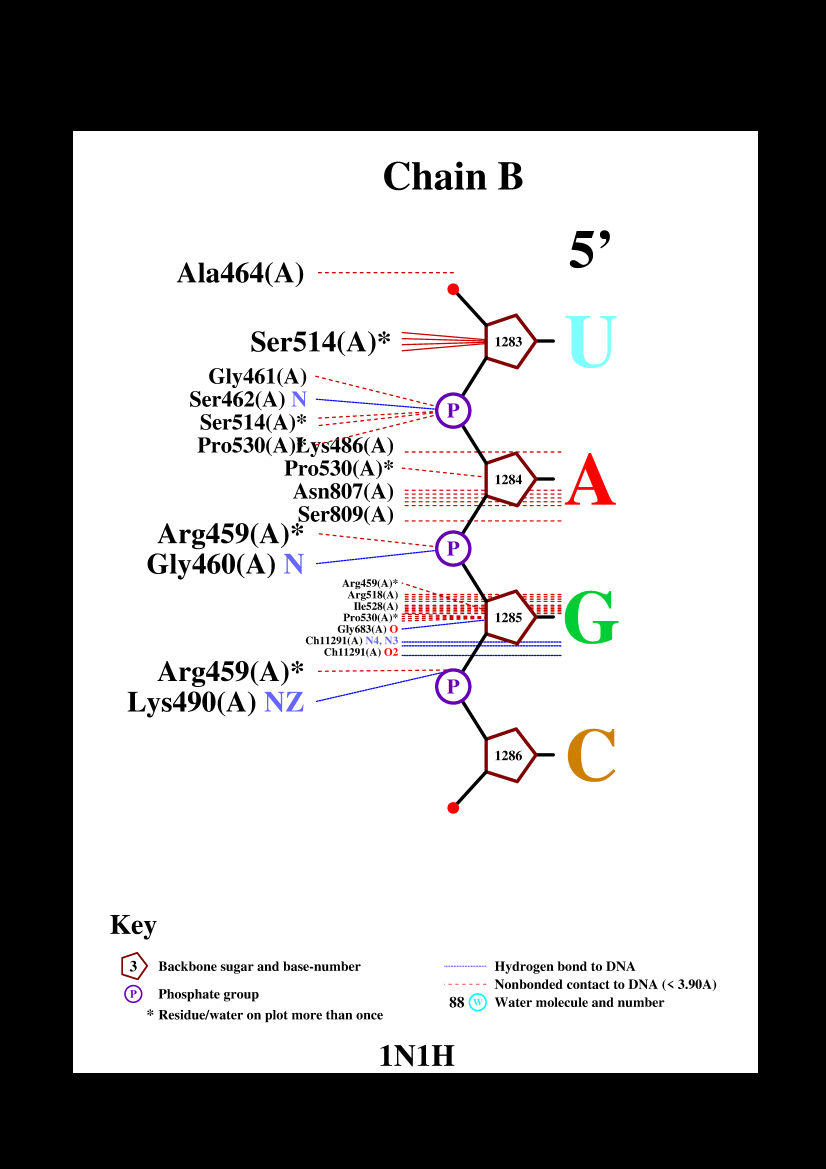 Chain B
5’
Ala464(A)
U
Ser514(A)*
1283
Gly461(A)
Ser462(A) N
P
Ser514(A)*
Pro530(A)*
Lys486(A)
Pro530(A)*
A
1284
Asn807(A)
Ser809(A)
Arg459(A)*
P
Gly460(A) N
Arg459(A)*
Arg518(A)
Ile528(A)
Pro530(A)*
G
1285
Gly683(A) O
Ch11291(A) N4, N3
Ch11291(A) O2
Arg459(A)*
P
Lys490(A) NZ
1286
C
Key
3 Backbone sugar and base-number
P Phosphate group
* Residue/water on plot more than once
Hydrogen bond to DNA
Nonbonded contact to DNA (< 3.90A)
88 W Water molecule and number
1N1H